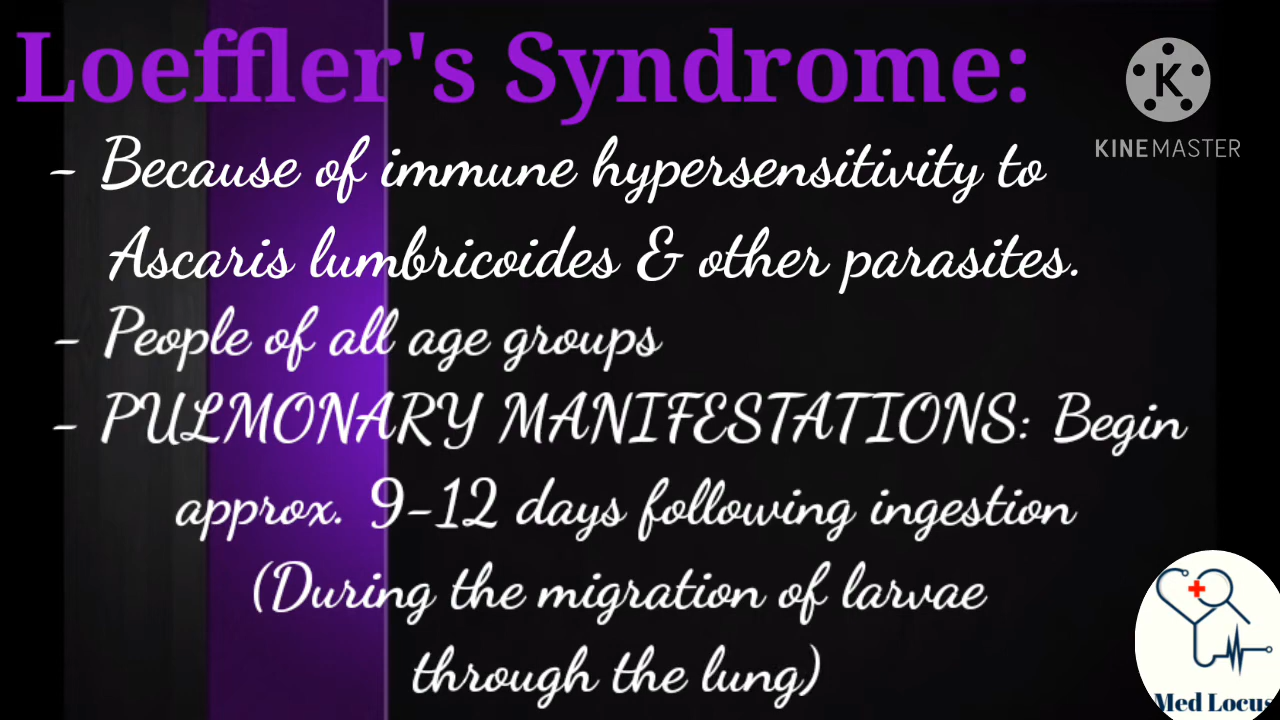 Loeffler's Syndrome:
K
KINEMASTER
- Because of immune hypersensitivity to
Ascaris lumbricoides & other parasites.
- People of all age groups
- PULMONARY MANIFESTATIONS: Begin
approx. 9-12 days following ingestion
(During the migration of larvae
through the lung)
Med Locus